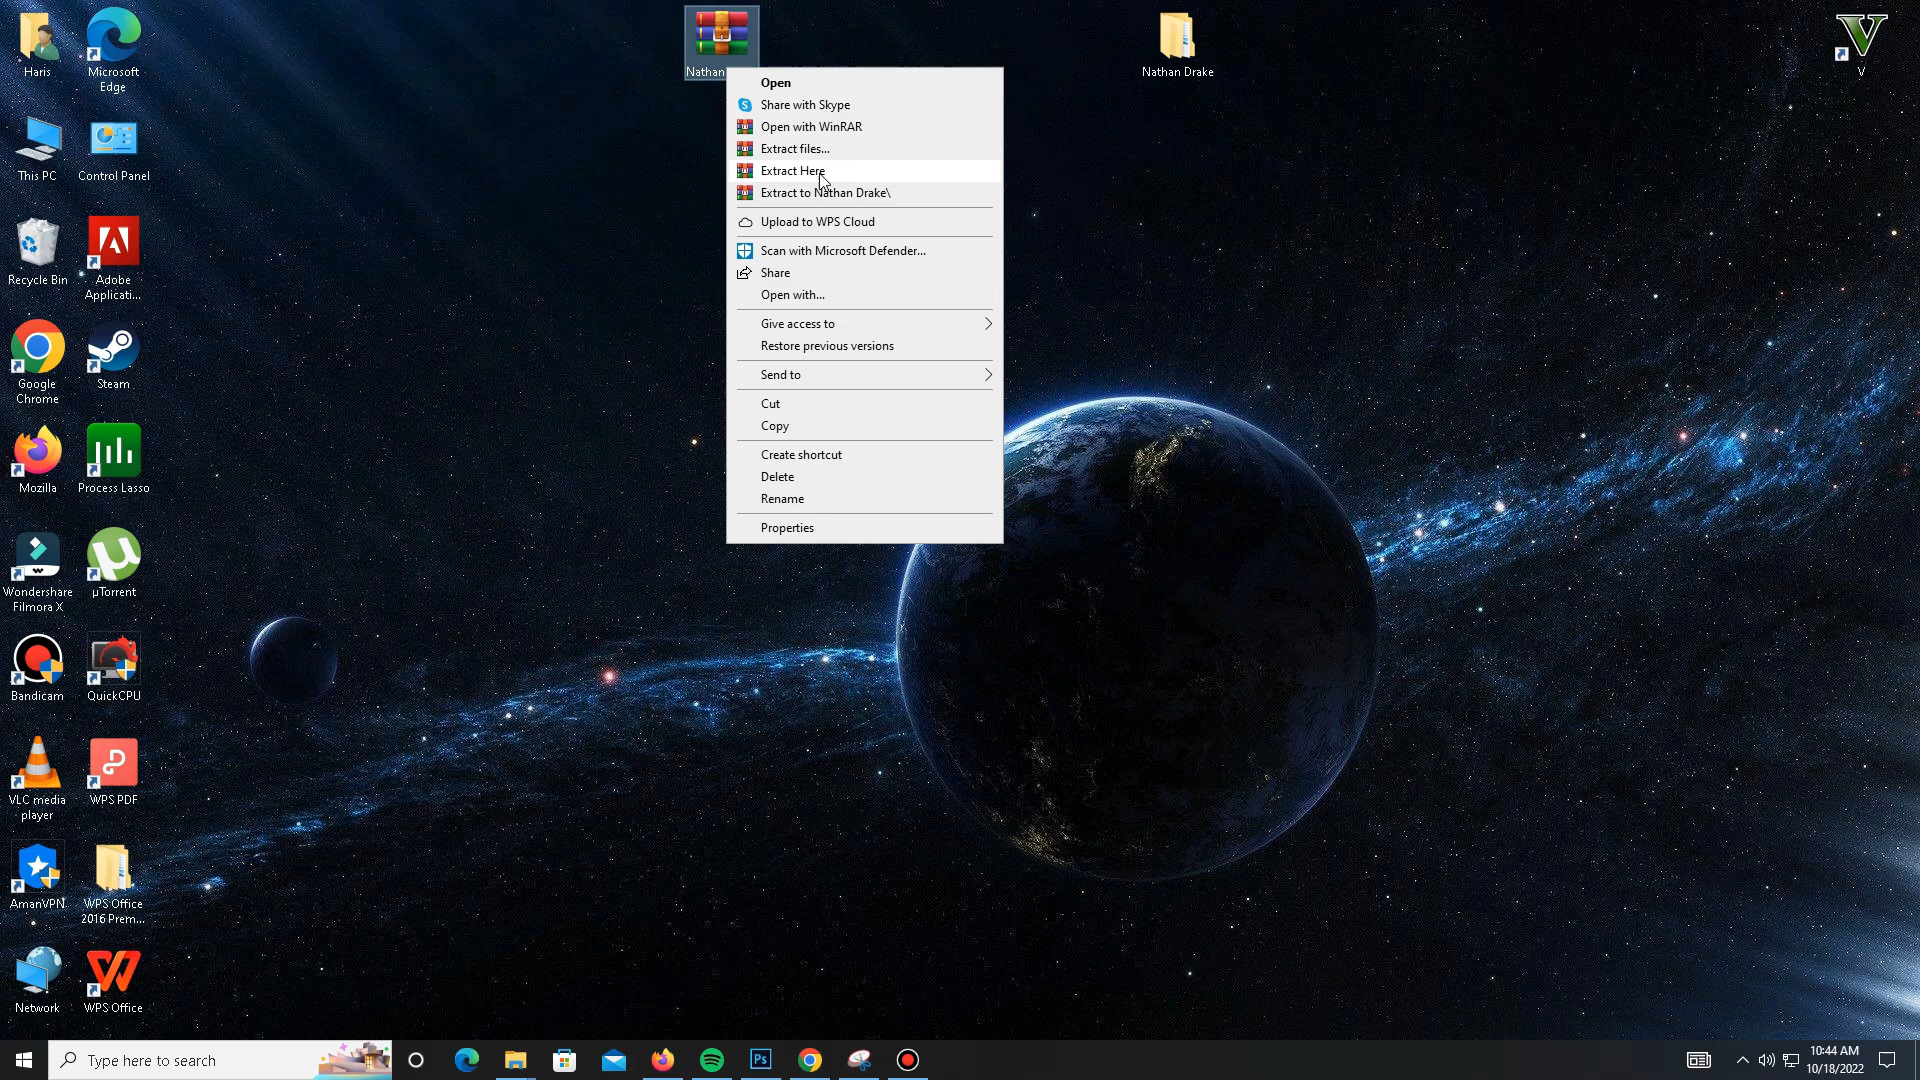 Haris
Microsoft
Edge
This PC
Control Panel
Recycle Bin
Adobe
Applicati...
Google
Chrome
Steam
Mozilla
Process Lasso
Wondershare
Filmora X
µTorrent
Bandicam
QuickCPU
VLC media
player
WPS PDF
AmanVPN
WPS Office
2016 Prem...
Network
WPS Office
Nathan
Open
Share with Skype
Open with WinRAR
Extract files...
Extract Here
Extract to Nathan Drake\
Upload to WPS Cloud
Scan with Microsoft Defender...
Share
Open with...
Give access to
Restore previous versions
Send to
Cut
Copy
Create shortcut
Delete
Rename
Properties
Nathan Drake
V
Type here to search
Ps
10:44 AM
10/18/2022